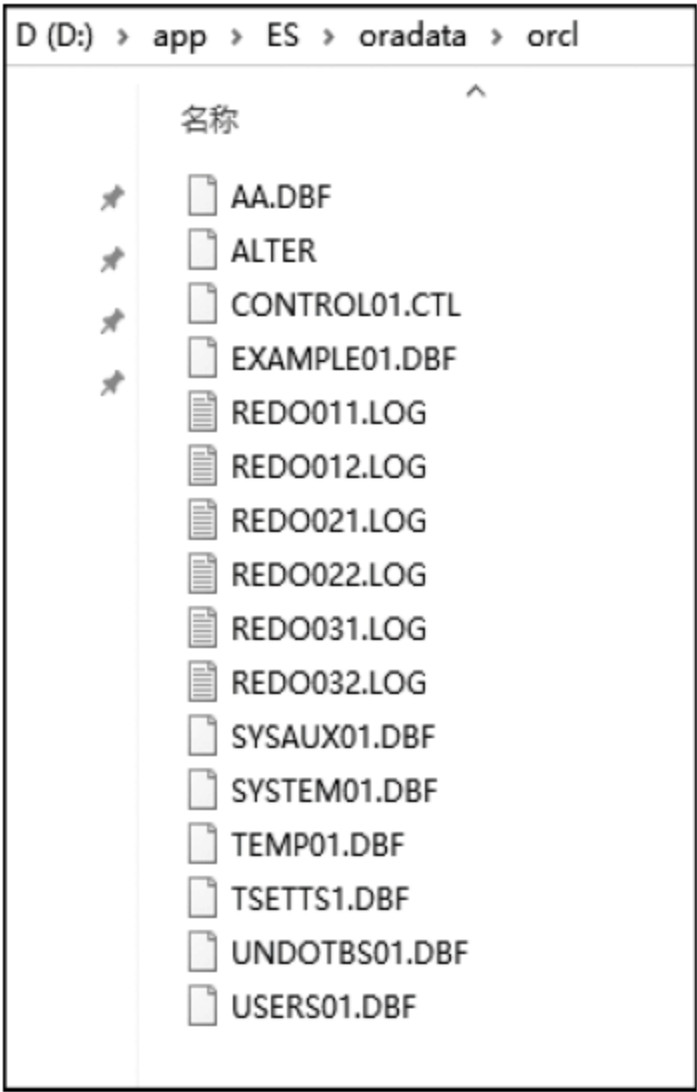 D (D:) > app > ES > oradata > orcl
名称
AA.DBF
ALTER
CONTROL01.CTL
EXAMPLE01.DBF
REDO011.LOG
REDO012.LOG
REDO021.LOG
REDO022.LOG
REDO031.LOG
REDO032.LOG
SYSAUX01.DBF
SYSTEM01.DBF
TEMP01.DBF
TSETTS1.DBF
UNDOTBS01.DBF
USERS01.DBF